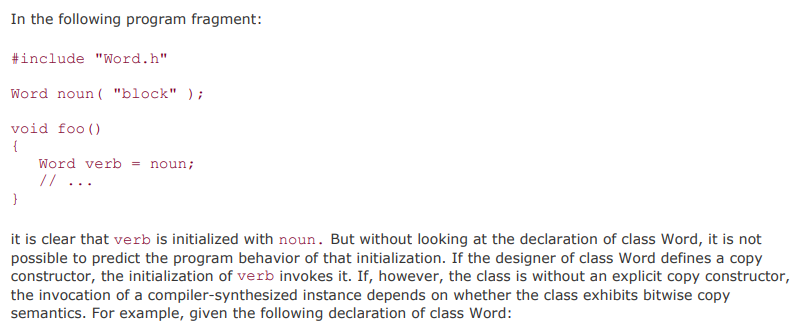 In the following program fragment:
#include "Word.h"
Word noun( "block" );
void foo()
{
   Word verb = noun;
   // ...
}
it is clear that verb is initialized with noun. But without looking at the declaration of class Word, it is not
possible to predict the program behavior of that initialization. If the designer of class Word defines a copy
constructor, the initialization of verb invokes it. If, however, the class is without an explicit copy constructor,
the invocation of a compiler-synthesized instance depends on whether the class exhibits bitwise copy
semantics. For example, given the following declaration of class Word: